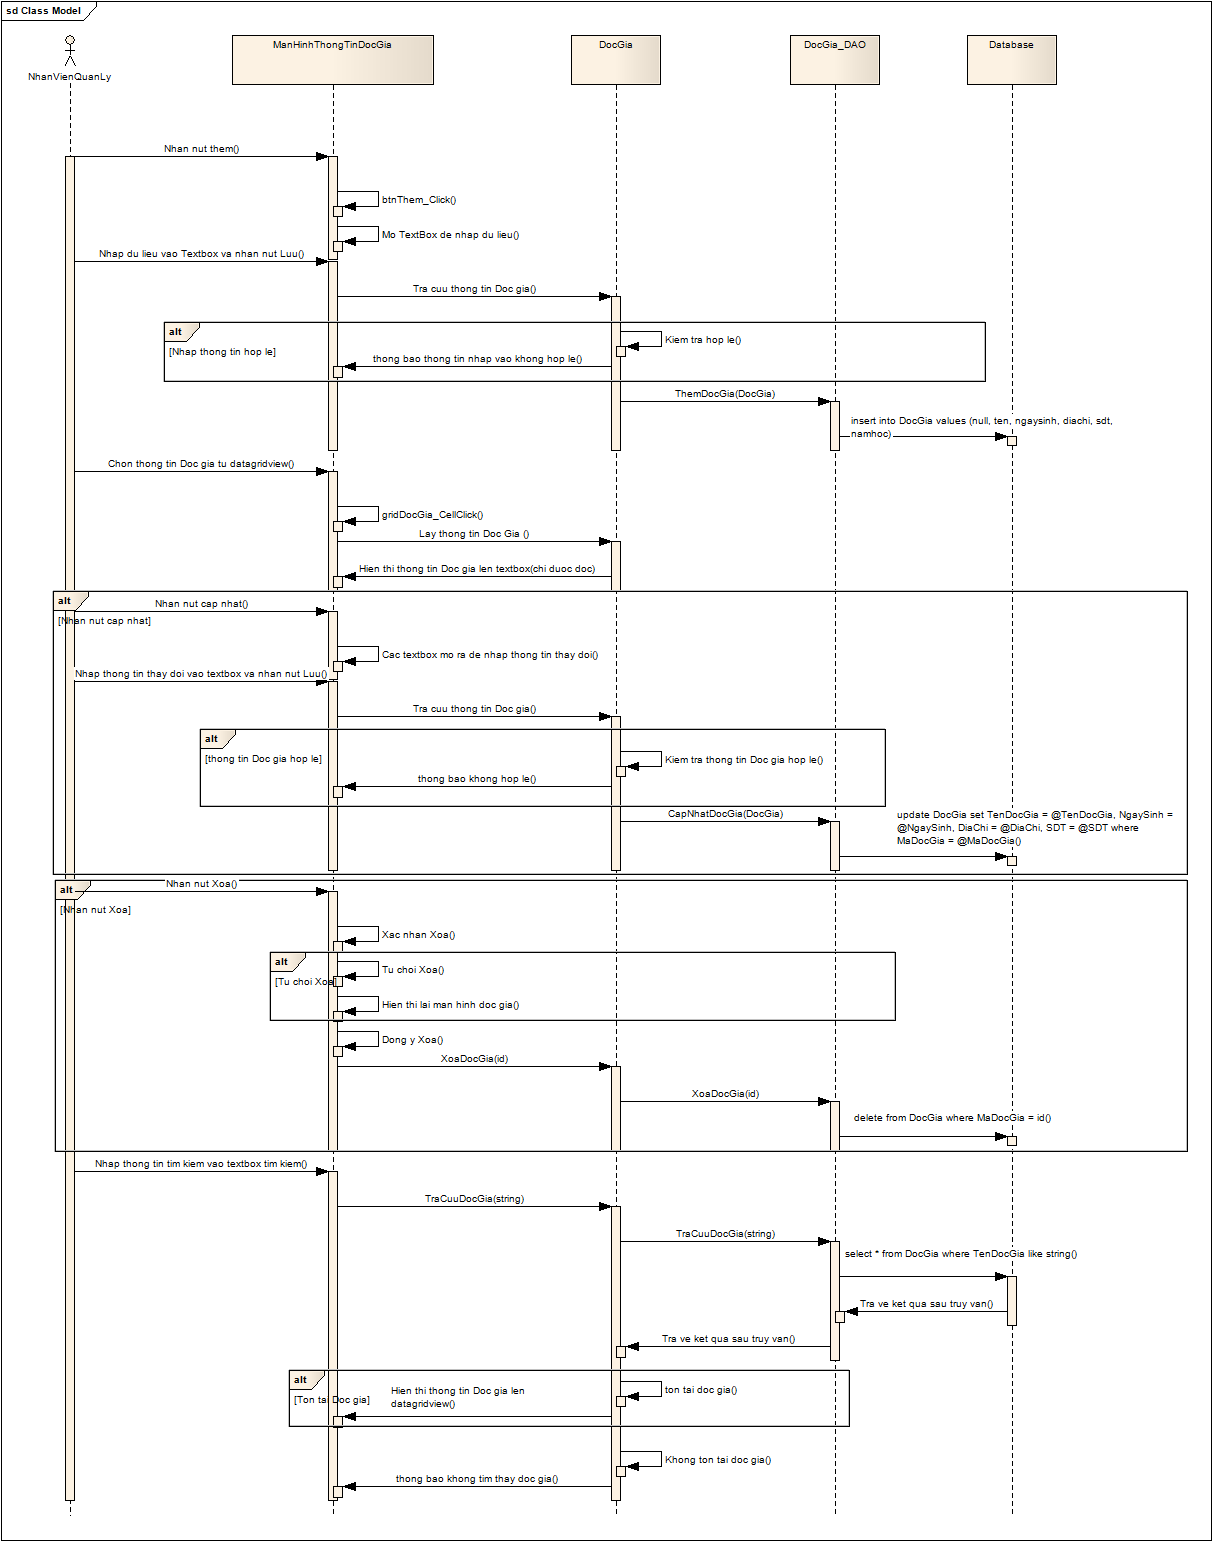 sd Class Model
NhanVienQuanLy
ManHinhThongTinDocGia
DocGia
DocGia_DAO
Database
Nhan nut them()
btnThem_Click()
Mo TextBox de nhap du lieu()
Nhap du lieu vao Textbox va nhan nut Luu()
Tra cuu thong tin Doc gia()
alt
[Nhap thong tin hop le]
Kiem tra hop le()
thong bao thong tin nhap vao khong hop le()
ThemDocGia(DocGia)
insert into DocGia values (null, ten, ngaysinh, diachi, sdt,
namhoc)
Chon thong tin Doc gia tu datagridview()
gridDocGia_CellClick()
Lay thong tin Doc Gia ()
Hien thi thong tin Doc gia len textbox(chi duoc doc)
alt
Nhan nut cap nhat()
[Nhan nut cap nhat]
Cac textbox mo ra de nhap thong tin thay doi()
Nhap thong tin thay doi vao textbox va nhan nut Luu()
Tra cuu thong tin Doc gia()
alt
[thong tin Doc gia hop le]
Kiem tra thong tin Doc gia hop le()
thong bao khong hop le()
CapNhatDocGia(DocGia)
update DocGia set TenDocGia = @TenDocGia, NgaySinh =
@NgaySinh, DiaChi = @DiaChi, SDT = @SDT where
MaDocGia = @MaDocGia()
alt
Nhan nut Xoa()
[Nhan nut Xoa]
Xac nhan Xoa()
alt
Tu choi Xoa()
[Tu choi Xoa]
Hien thi lai man hinh doc gia()
Dong y Xoa()
XoaDocGia(id)
XoaDocGia(id)
delete from DocGia where MaDocGia = id()
Nhap thong tin tim kiem vao textbox tim kiem()
TraCuuDocGia(string)
TraCuuDocGia(string)
select * from DocGia where TenDocGia like string()
Tra ve ket qua sau truy van()
Tra ve ket qua sau truy van()
alt
[Ton tai Doc gia]
Hien thi thong tin Doc gia len
datagridview()
ton tai doc gia()
Khong ton tai doc gia()
thong bao khong tim thay doc gia()